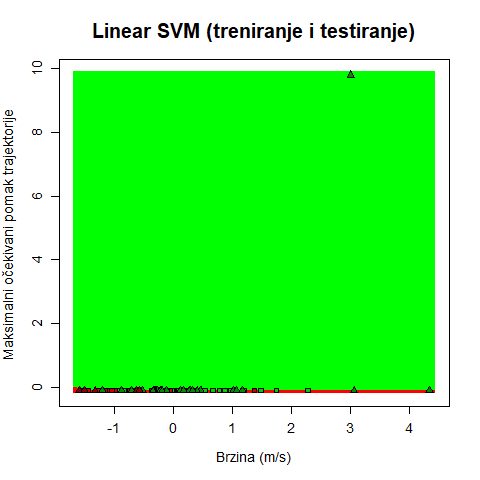 Linear SVM (treniranje i testiranje)
Maksimalni očekivani pomak trajektorije
10
8
6
4
2
0
-1 0 1 2 3 4
Brzina (m/s)